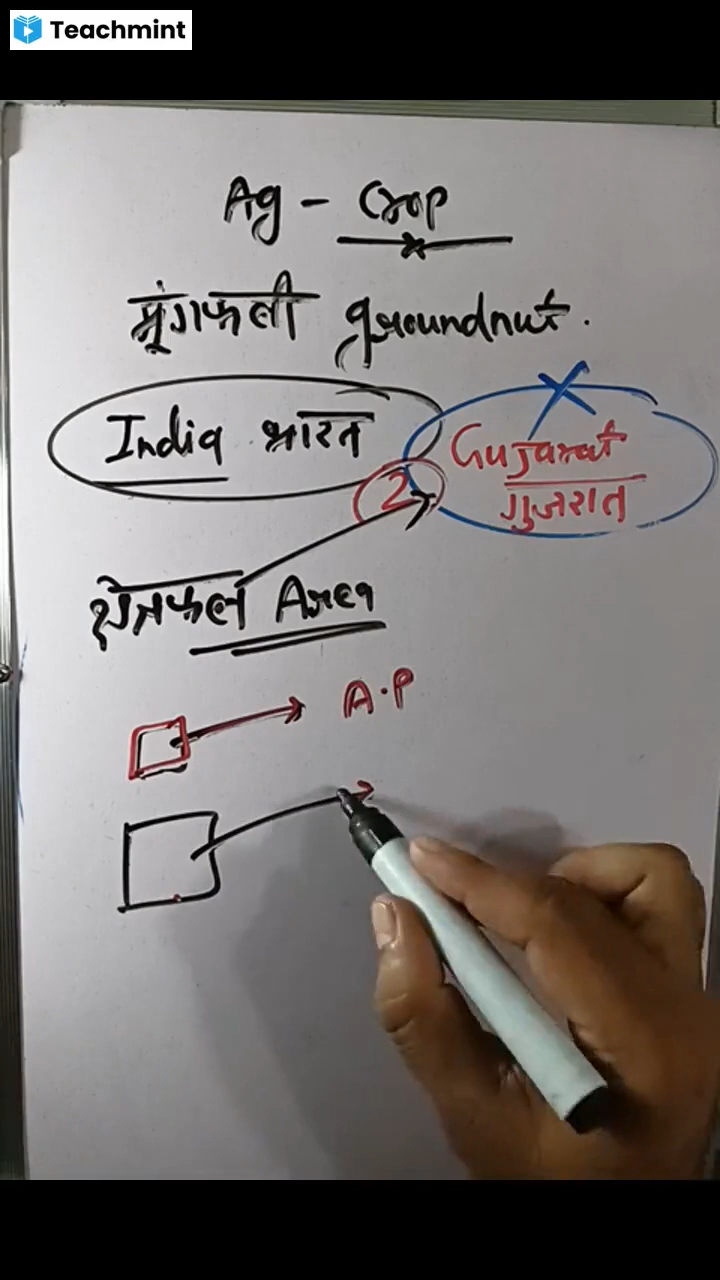 Teachmint
Ag - Crop
मूंगफली groundnut.
India भारत
Gujarat
गुजरात
2
क्षेत्रफल Area
A.P